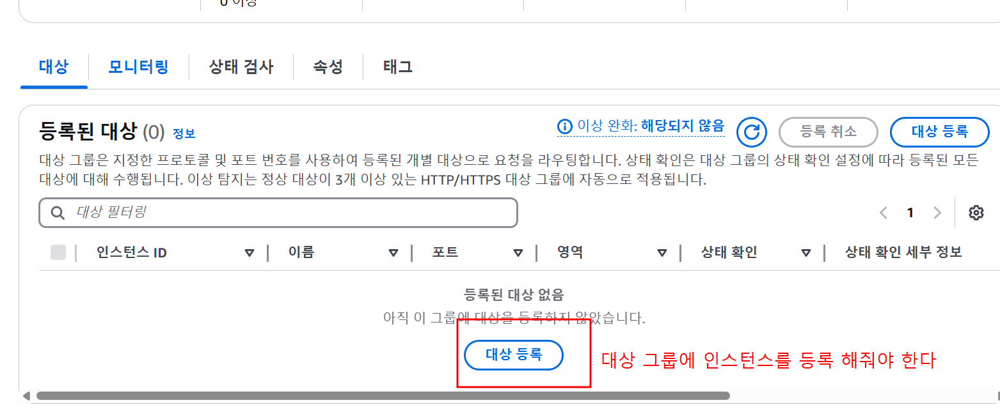 0 이상
대상 모니터링 상태 검사 속성 태그
등록된 대상 (0) 정보 이상 완화: 해당되지 않음 등록 취소 대상 등록
대상 그룹은 지정한 프로토콜 및 포트 번호를 사용하여 등록된 개별 대상으로 요청을 라우팅합니다. 상태 확인은 대상 그룹의 상태 확인 설정에 따라 등록된 모든
대상에 대해 수행됩니다. 이상 탐지는 정상 대상이 3개 이상 있는 HTTP/HTTPS 대상 그룹에 자동으로 적용됩니다.
대상 필터링 1
인스턴스 ID 이름 포트 영역 상태 확인 상태 확인 세부 정보
등록된 대상 없음
아직 이 그룹에 대상을 등록하지 않았습니다.
대상 등록 대상 그룹에 인스턴스를 등록 해줘야 한다